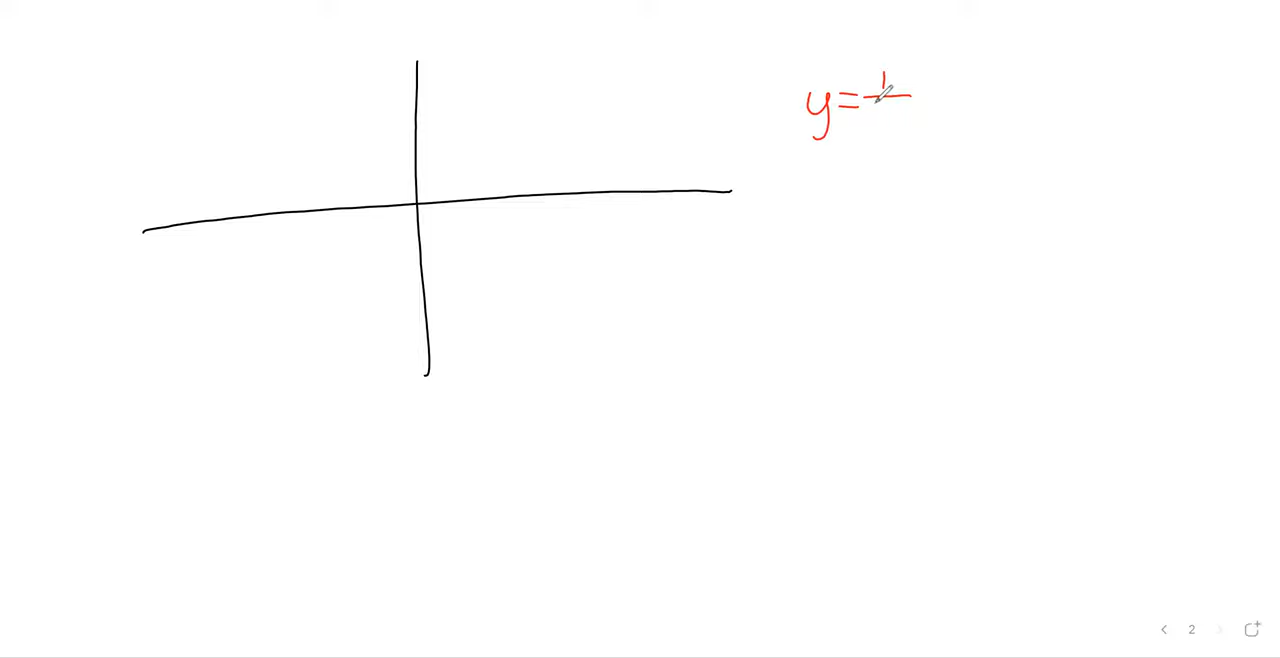 y = 1/
2